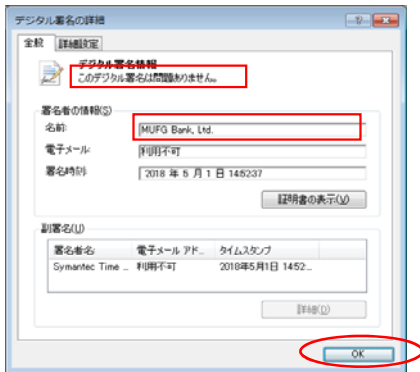 デジタル署名の詳細
全般 詳細設定
デジタル署名情報
このデジタル署名は問題ありません。
署名者の情報(S)
名前: MUFG Bank, Ltd.
電子メール: 利用不可
署名時刻: 2018 年 5 月 1 日 14:52:37
証明書の表示(V)
副署名(U)
署名者名: 電子メール アド... タイムスタンプ
Symantec Time ... 利用不可 2018年5月1日 14:52...
詳細(D)
OK